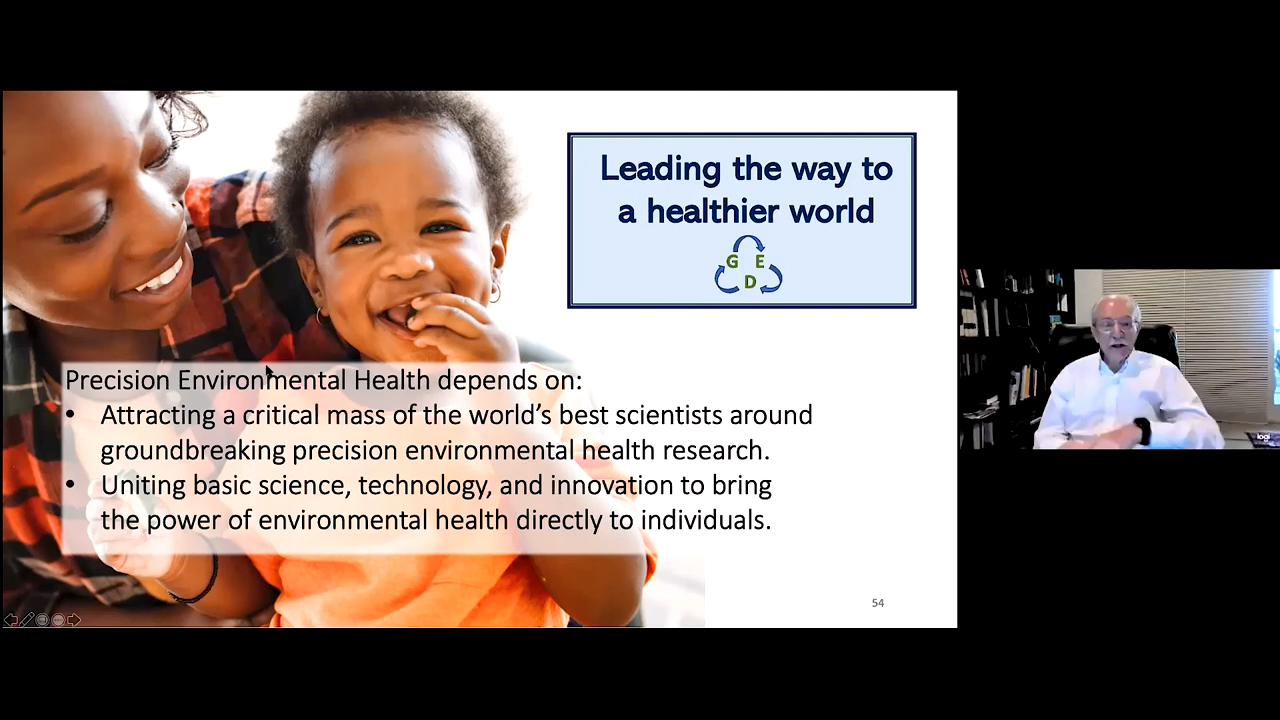 Leading the way to
a healthier world
G E
D
Precision Environmental Health depends on:
• Attracting a critical mass of the world’s best scientists around
groundbreaking precision environmental health research.
• Uniting basic science, technology, and innovation to bring
the power of environmental health directly to individuals.
54
logi